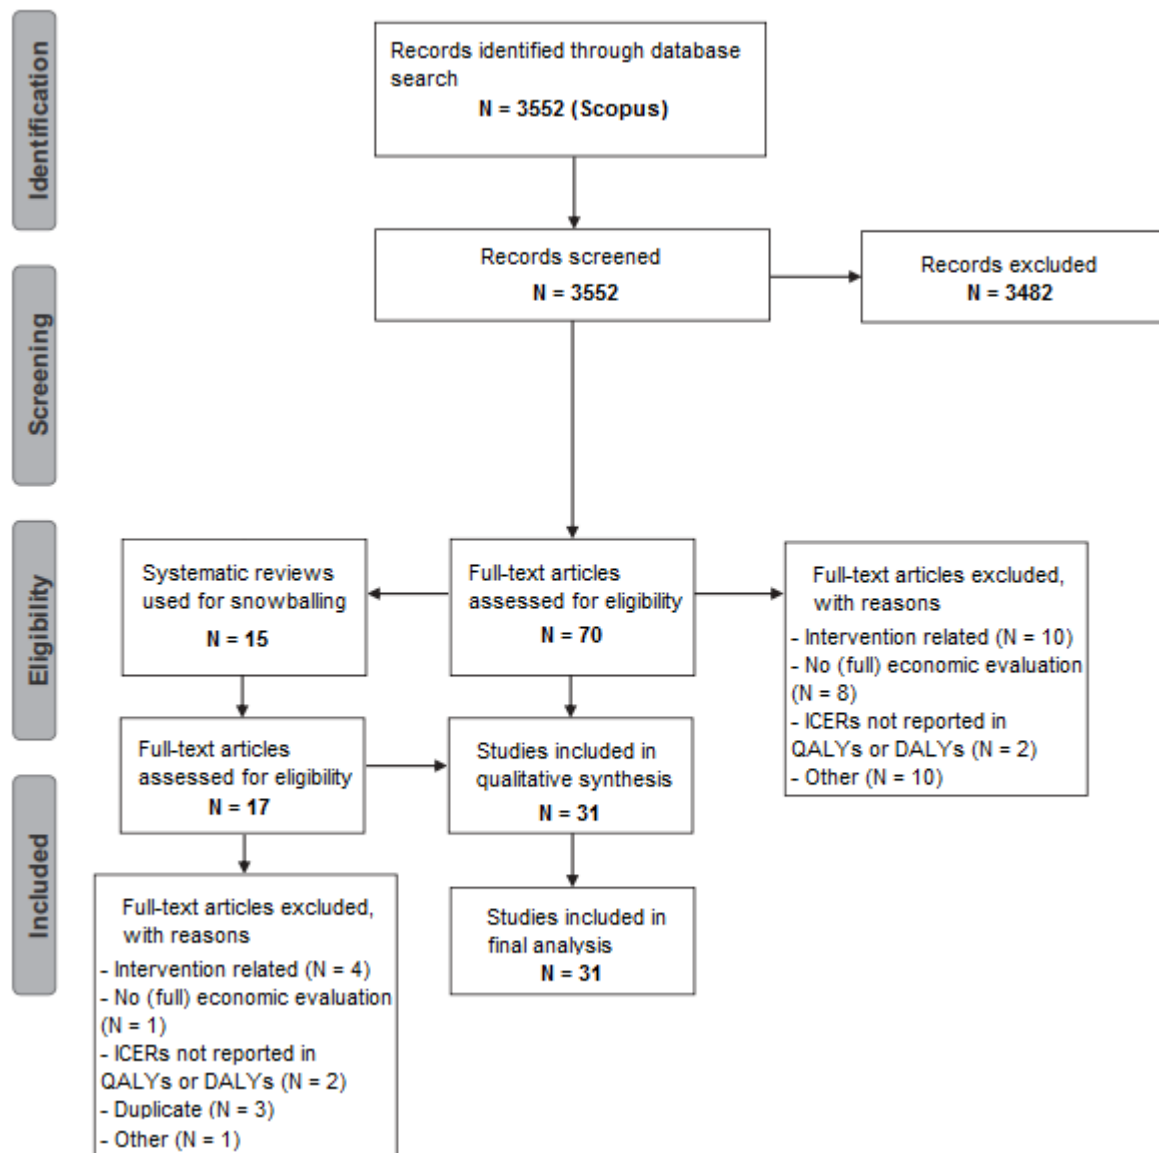 Identification
Records identified through database
search
N = 3552 (Scopus)
Records screened
N = 3552
Records excluded
N = 3482
Screening
Eligibility
Systematic reviews
used for snowballing
N = 15
Full-text articles
assessed for eligibility
N = 70
Full-text articles excluded,
with reasons
- Intervention related (N = 10)
- No (full) economic evaluation
(N = 8)
- ICERs not reported in
QALYs or DALYs (N = 2)
- Other (N = 10)
Full-text articles
assessed for eligibility
N = 17
Studies included in
qualitative synthesis
N = 31
Included
Full-text articles excluded,
with reasons
- Intervention related (N = 4)
- No (full) economic evaluation
(N = 1)
- ICERs not reported in
QALYs or DALYs (N = 2)
- Duplicate (N = 3)
- Other (N = 1)
Studies included in
final analysis
N = 31